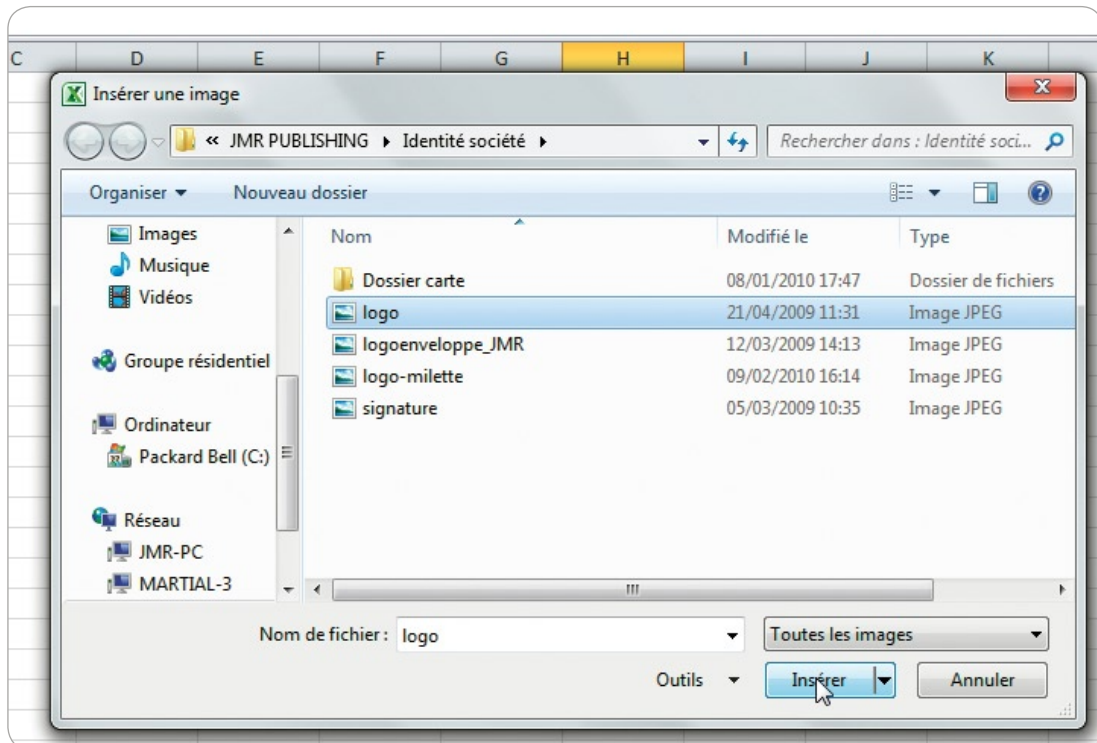 C D E F G H I J K
Insérer une image
« JMR PUBLISHING Identité société
Rechercher dans : Identité soci...
Organiser Nouveau dossier
Images
Musique
Vidéos
Groupe résidentiel
Ordinateur
Packard Bell (C:)
Réseau
JMR-PC
MARTIAL-3
Nom Modifié le Type
Dossier carte 08/01/2010 17:47 Dossier de fichiers
logo 21/04/2009 11:31 Image JPEG
logoenveloppe_JMR 12/03/2009 14:13 Image JPEG
logo-milette 09/02/2010 16:14 Image JPEG
signature 05/03/2009 10:35 Image JPEG
Nom de fichier : logo Toutes les images
Outils Insérer Annuler